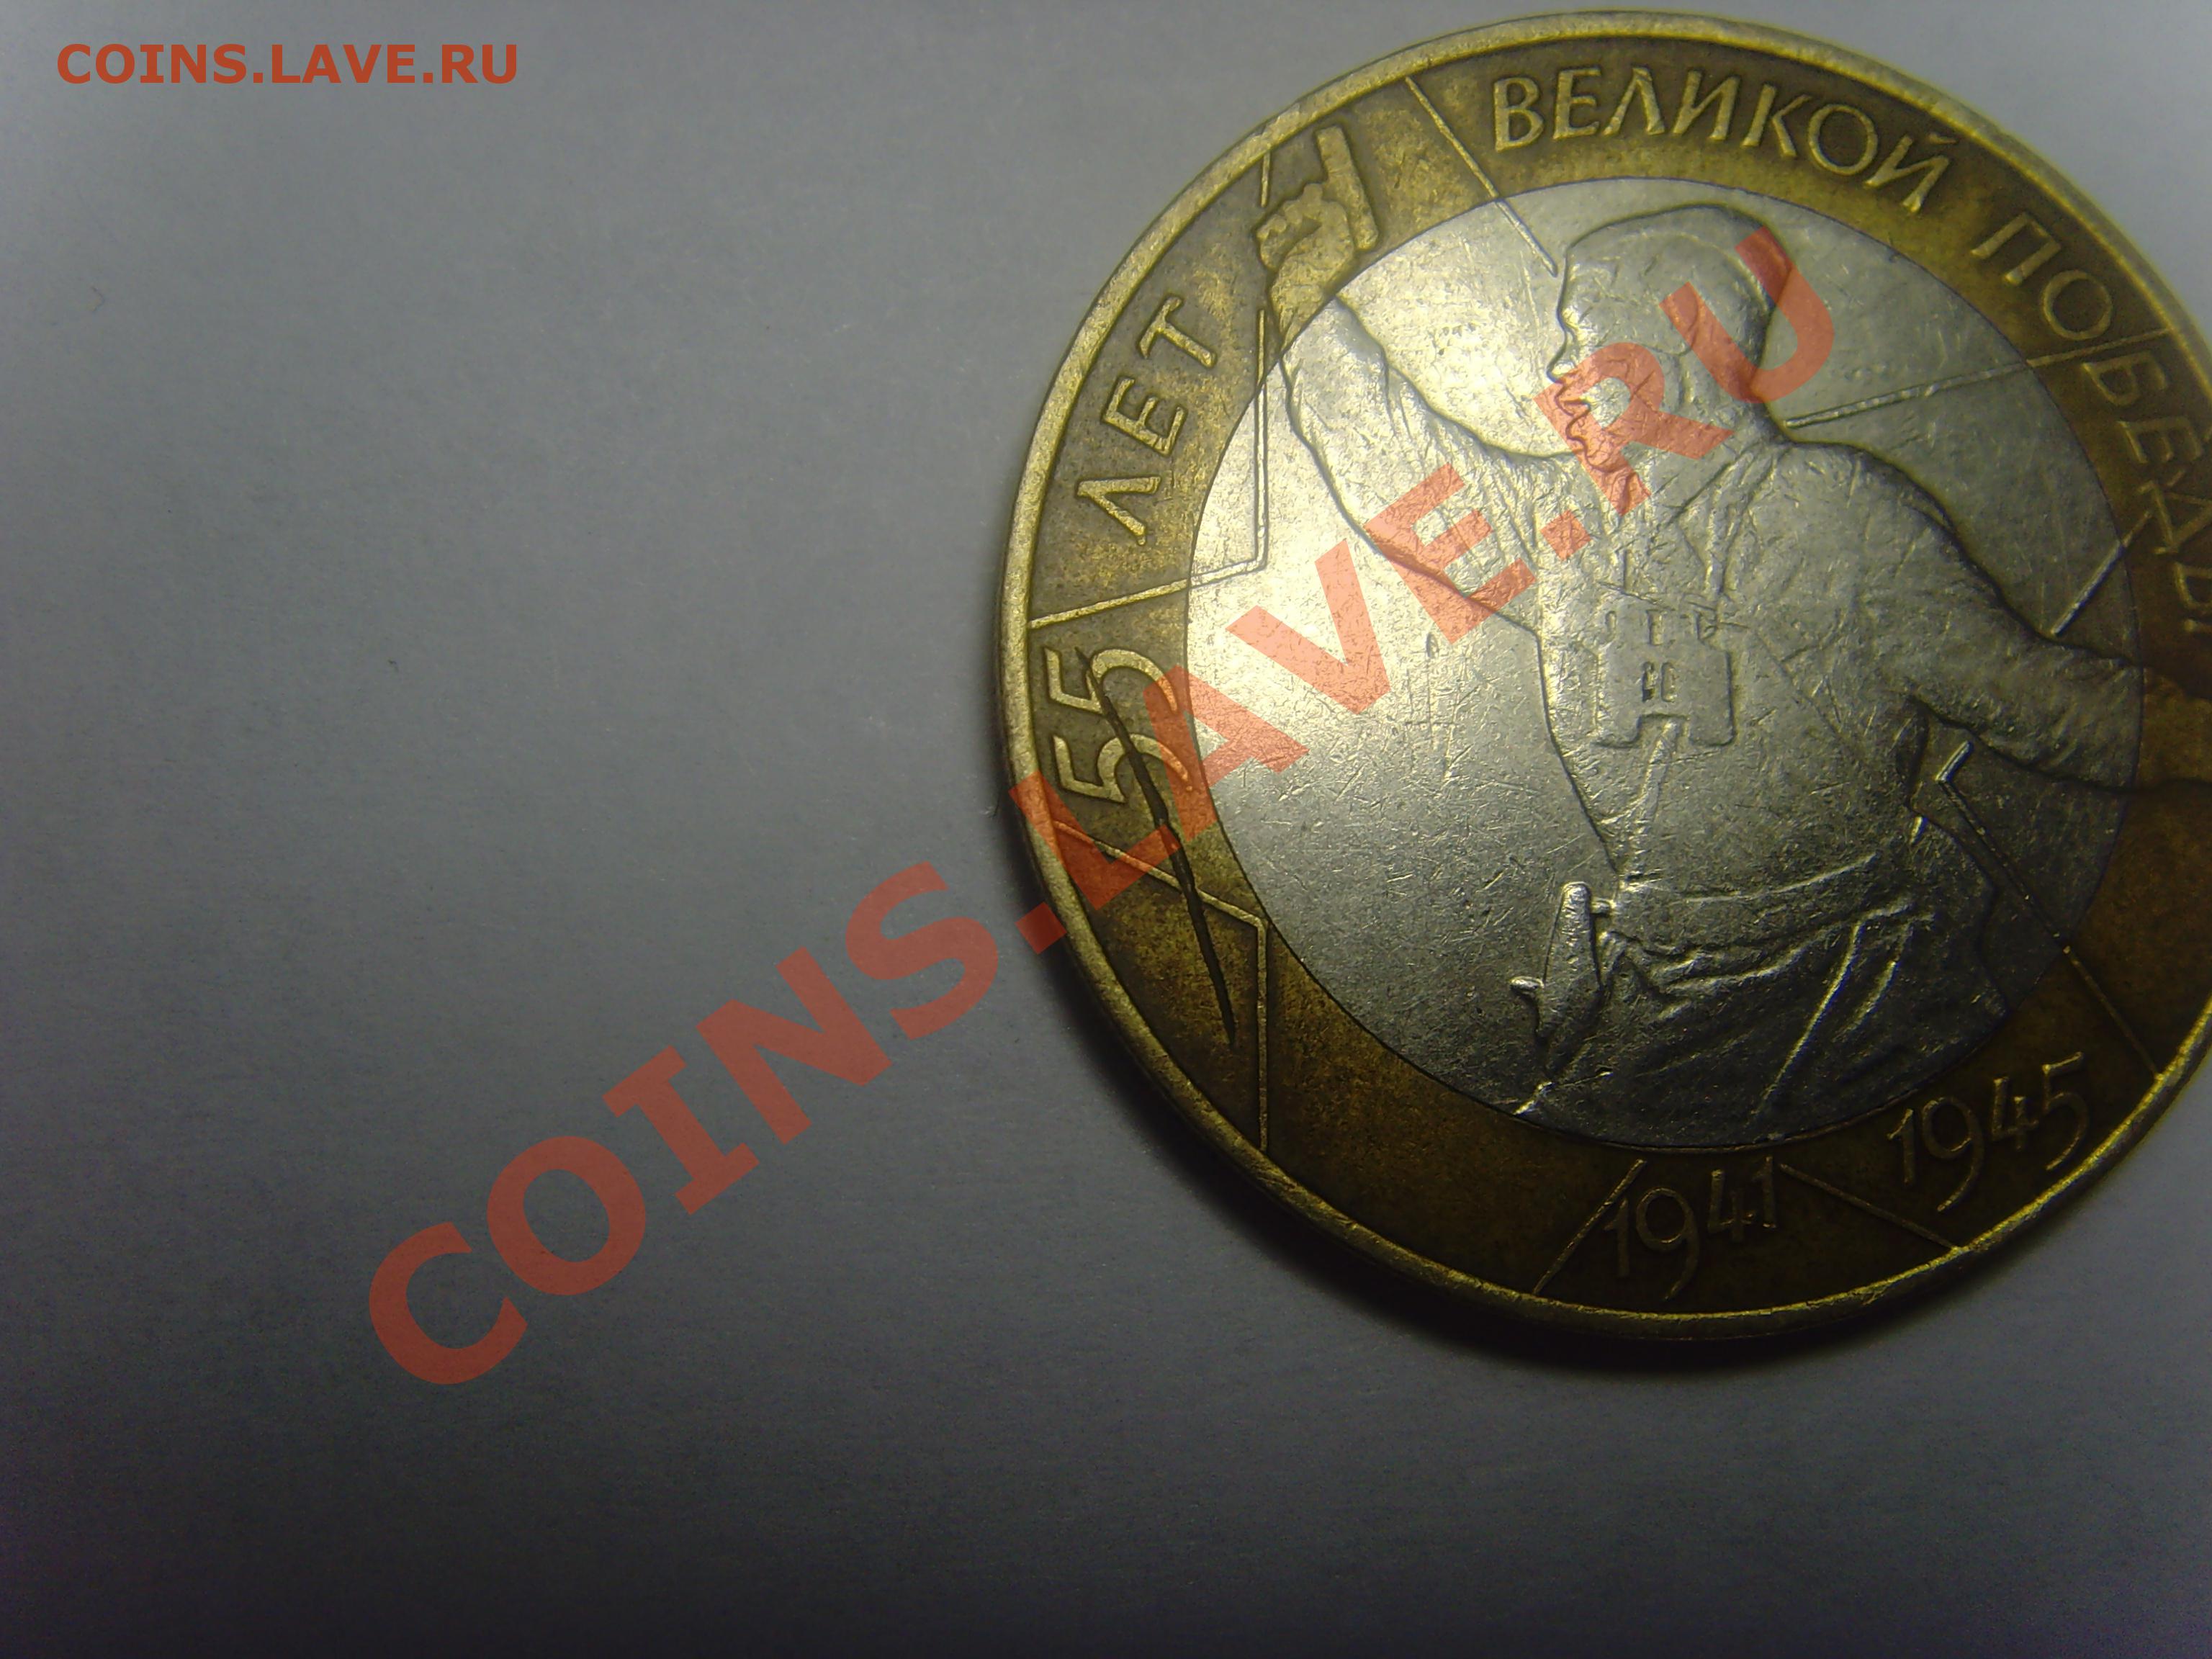 COINS.LAVE.RU
55 ЛЕТ ВЕЛИКОЙ ПОБЕДЫ
1941 1945
COINS.LAVE.RU